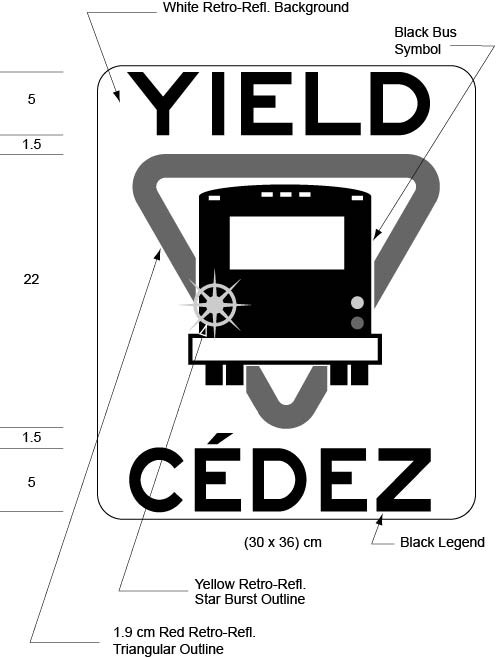 White Retro-Refl. Background
Black Bus
Symbol
5
YIELD
1.5
22
1.5
CÉDEZ
5
(30 x 36) cm
Black Legend
Yellow Retro-Refl.
Star Burst Outline
1.9 cm Red Retro-Refl.
Triangular Outline